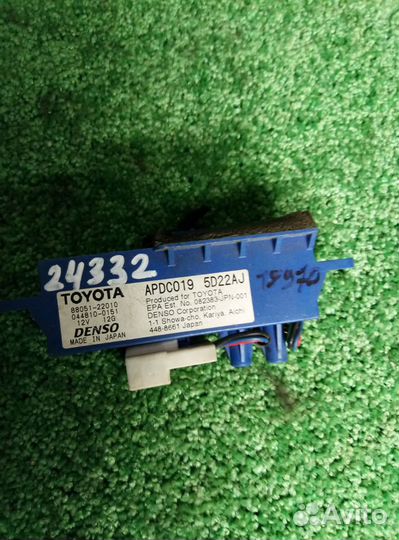 24332
TOYOTA
88051-22010
044810-0151
12V 12G
DENSO
MADE IN JAPAN
APDC019 5D22AJ
Produced for TOYOTA
EPA Est. No. 082383-JPN-001
DENSO Corporation
1-1 Showa-cho, Kariya, Aichi
448-8661 Japan
15970
Avito